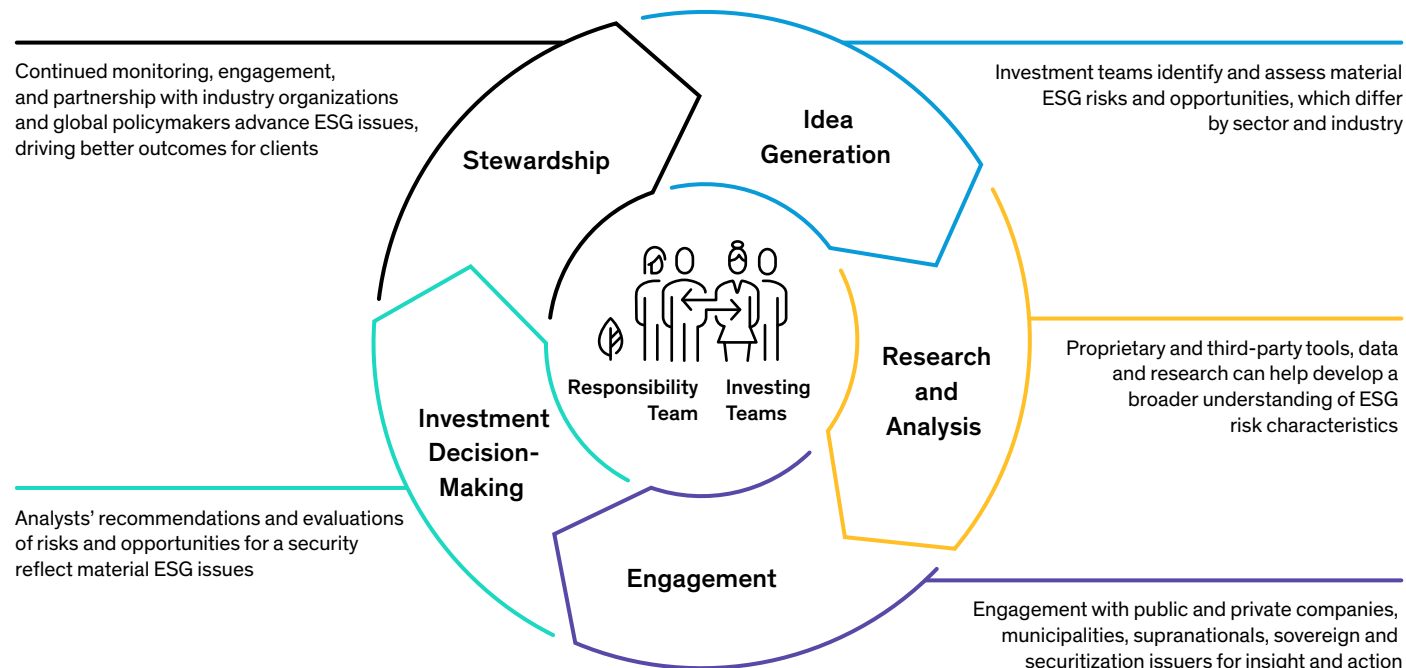 Continued monitoring, engagement,
and partnership with industry organizations
and global policymakers advance ESG issues,
driving better outcomes for clients
Stewardship
Idea
Generation
Investment teams identify and assess material
ESG risks and opportunities, which differ
by sector and industry
Responsibility
Team
Investing
Teams
Research
and
Analysis
Proprietary and third-party tools, data
and research can help develop a
broader understanding of ESG
risk characteristics
Investment
Decision-
Making
Analysts’ recommendations and evaluations
of risks and opportunities for a security
reflect material ESG issues
Engagement
Engagement with public and private companies,
municipalities, supranationals, sovereign and
securitization issuers for insight and action